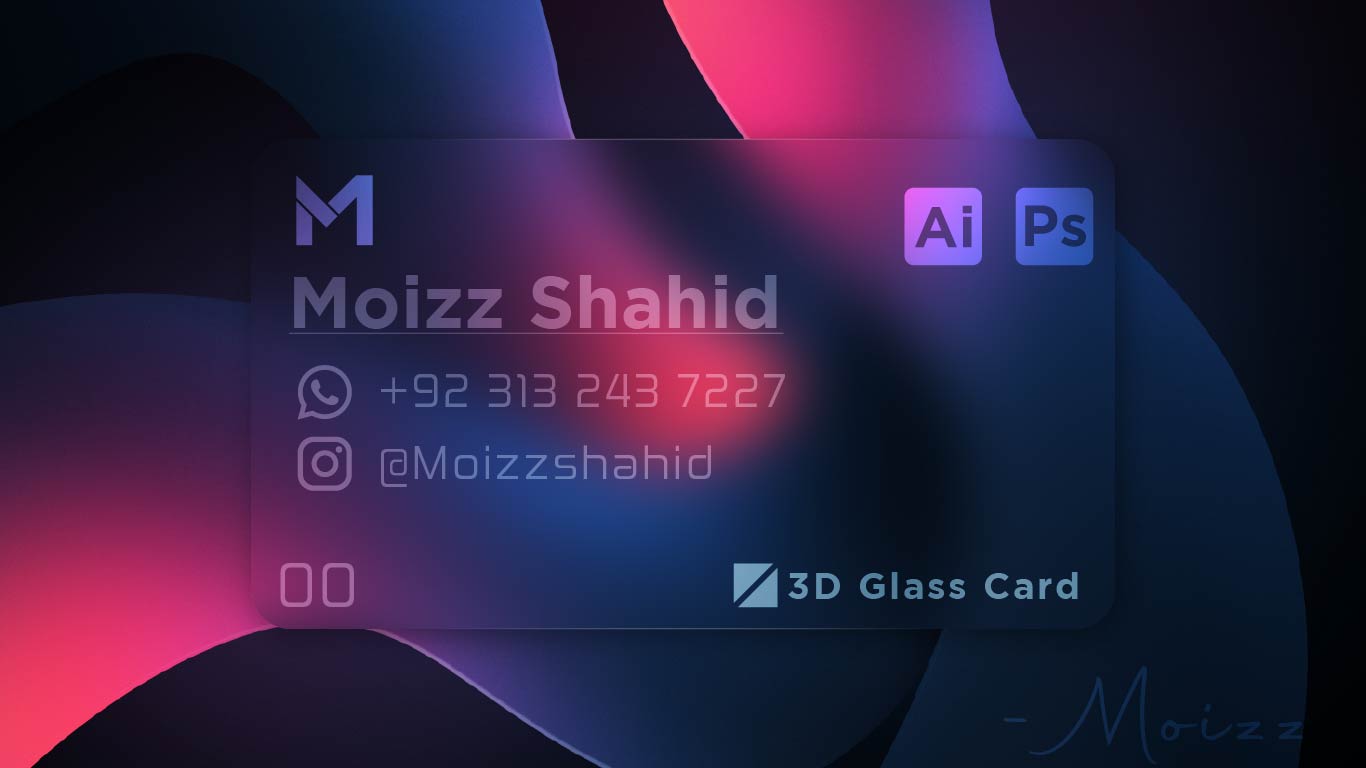 M
Ai Ps
Moizz Shahid
+92 313 243 7227
@Moizzshahid
00
3D Glass Card
- Moizz